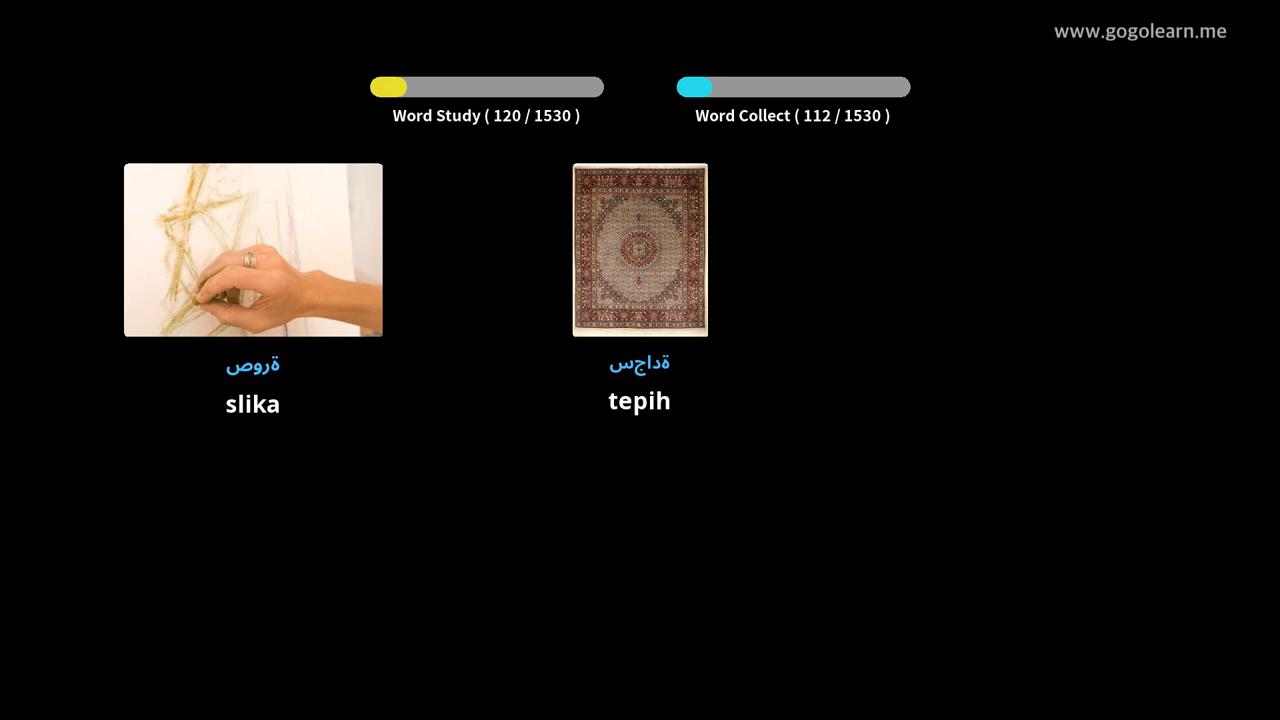 www.gogolearn.me
Word Study ( 120 / 1530 )
Word Collect ( 112 / 1530 )
ةروص
slika
ةداجس
tepih